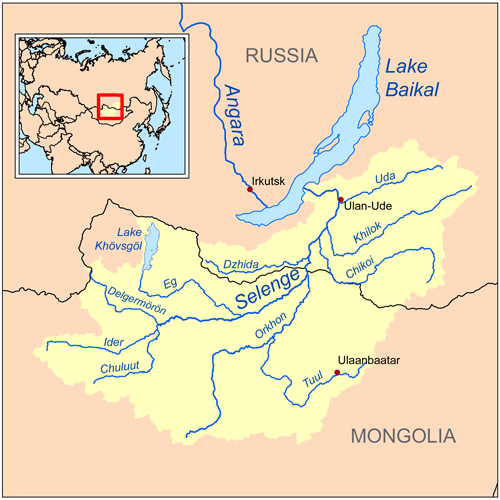 RUSSIA
Lake
Baikal
Angara
Irkutsk
Uda
Ulan-Ude
Khilok
Lake
Khövsgöl
Dzhida
Chikoi
Eg
Selenge
Delgermörön
Orkhon
Ider
Chuluut
Ulaanbaatar
Tuul
MONGOLIA